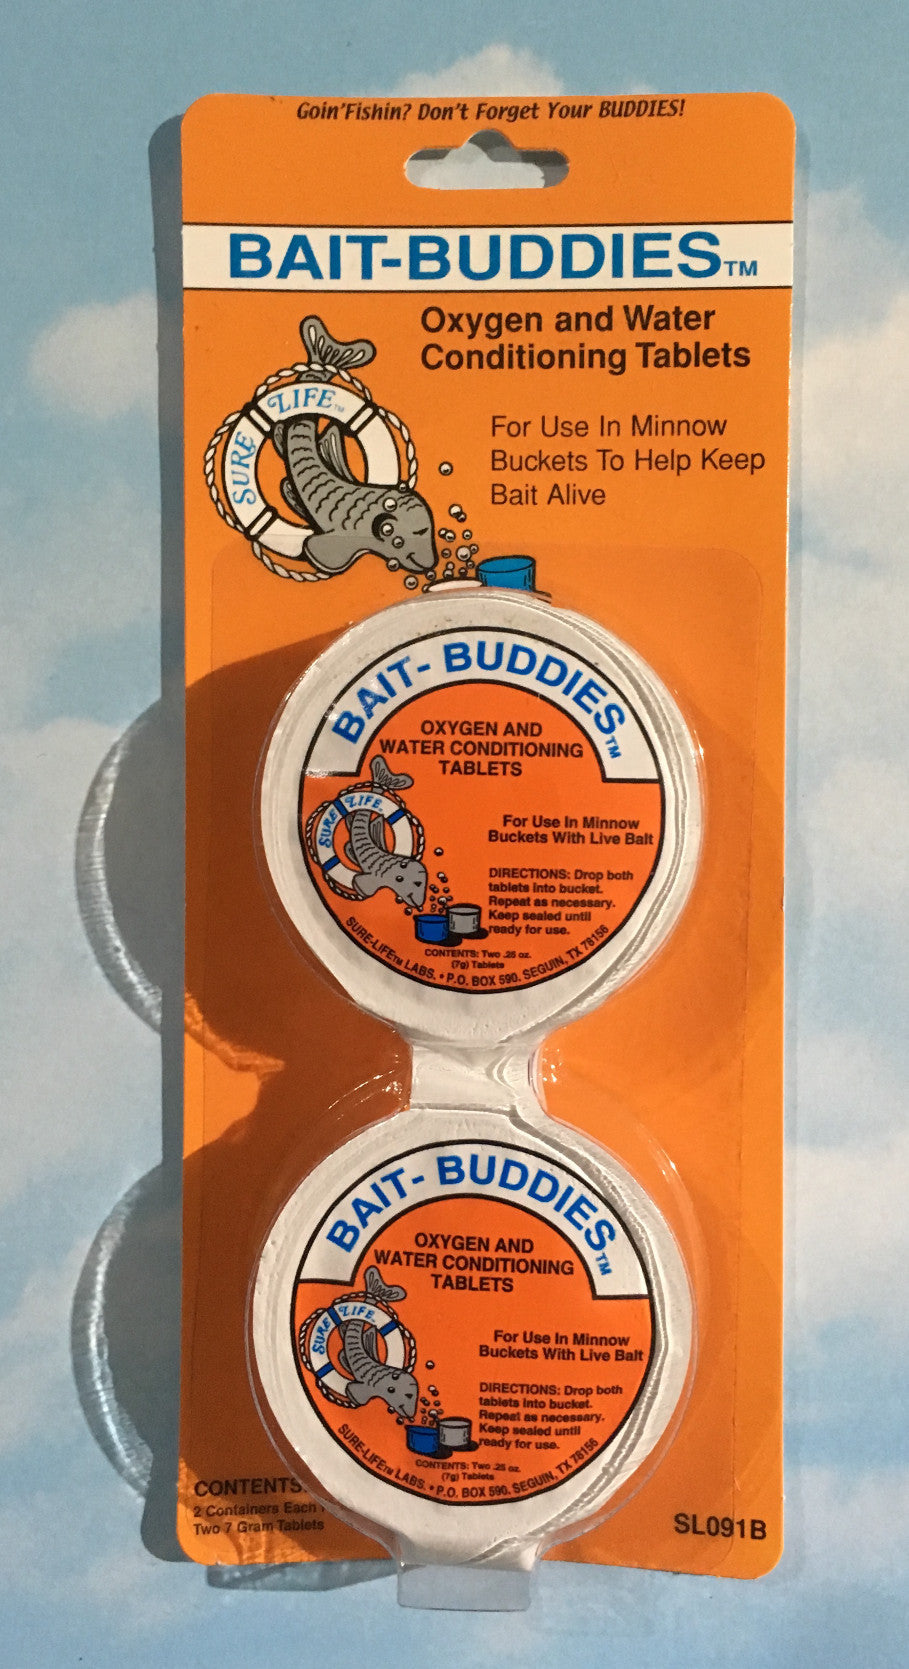 Goin'Fishin? Don't Forget Your BUDDIES!
BAIT-BUDDIES™
Oxygen and Water
Conditioning Tablets
SURE LIFE™
For Use In Minnow
Buckets To Help Keep
Bait Alive
BAIT- BUDDIES™
OXYGEN AND
WATER CONDITIONING
TABLETS
SURE LIFE
For Use In Minnow
Buckets With Live Bait
DIRECTIONS: Drop both
tablets into bucket.
Repeat as necessary.
Keep sealed until
ready for use.
CONTENTS: Two .25 oz.
(7g) Tablets
SURE-LIFE™ LABS. • P.O. BOX 590, SEGUIN, TX 78156
BAIT- BUDDIES™
OXYGEN AND
WATER CONDITIONING
TABLETS
SURE LIFE
For Use In Minnow
Buckets With Live Bait
DIRECTIONS: Drop both
tablets into bucket.
Repeat as necessary.
Keep sealed until
ready for use.
CONTENTS: Two .25 oz.
(7g) Tablets
SURE-LIFE™ LABS. • P.O. BOX 590, SEGUIN, TX 78156
CONTENTS:
2 Containers Each
Two 7 Gram Tablets
SL091B